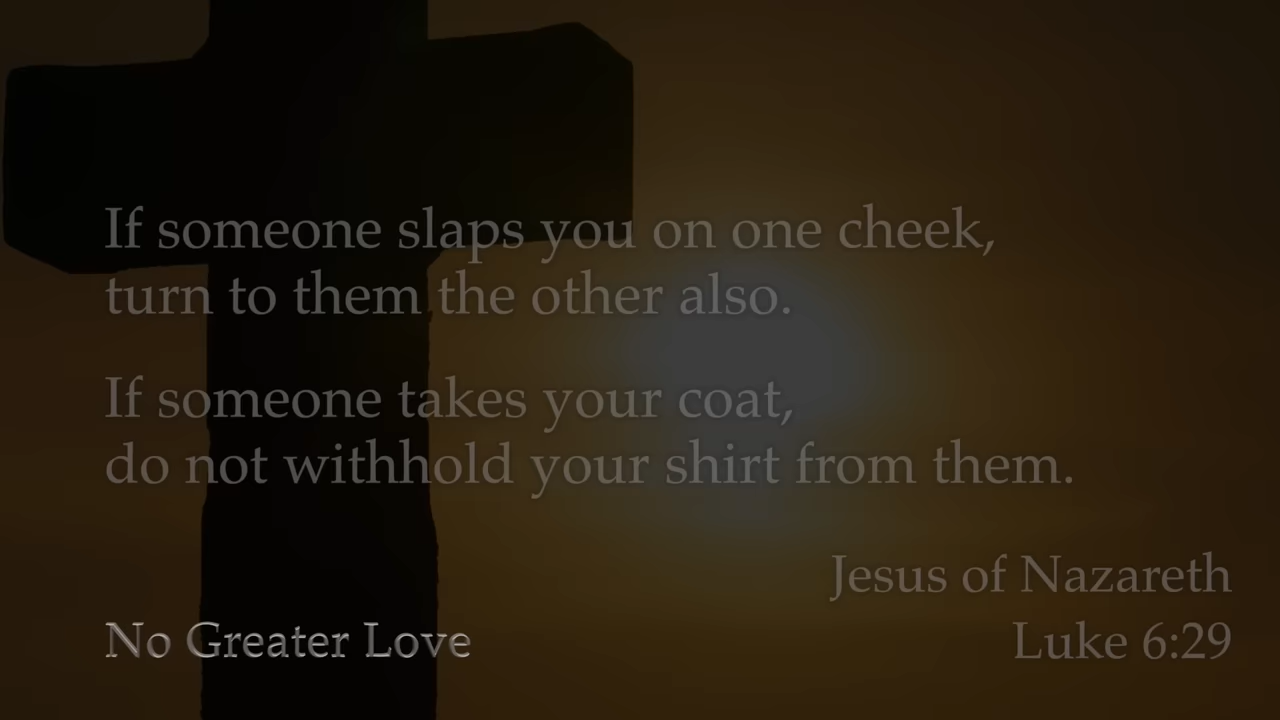 If someone slaps you on one cheek,
turn to them the other also.
If someone takes your coat,
do not withhold your shirt from them.
Jesus of Nazareth
Luke 6:29
No Greater Love